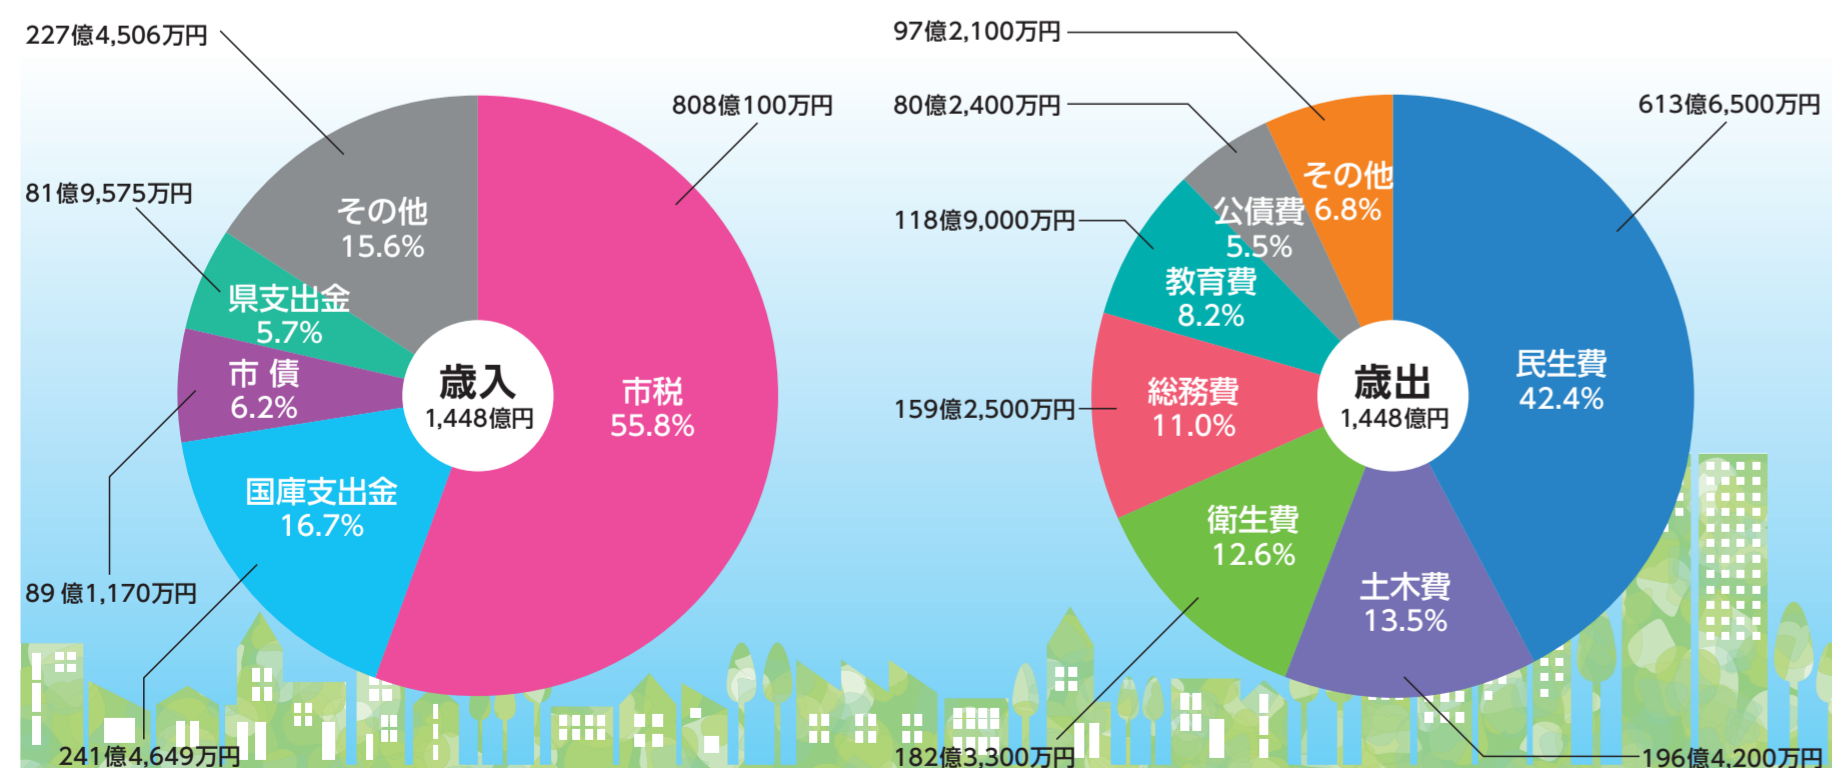 227億4,506万円
808億100万円
81億9,575万円
その他
15.6%
県支出金
5.7%
市 債
6.2%
歳入
1,448億円
市税
55.8%
国庫支出金
16.7%
89億1,170万円
241億4,649万円
97億2,100万円
80億2,400万円
613億6,500万円
118億9,000万円
その他
6.8%
公債費
5.5%
教育費
8.2%
総務費
11.0%
159億2,500万円
歳出
1,448億円
民生費
42.4%
衛生費
12.6%
土木費
13.5%
182億3,300万円
196億4,200万円